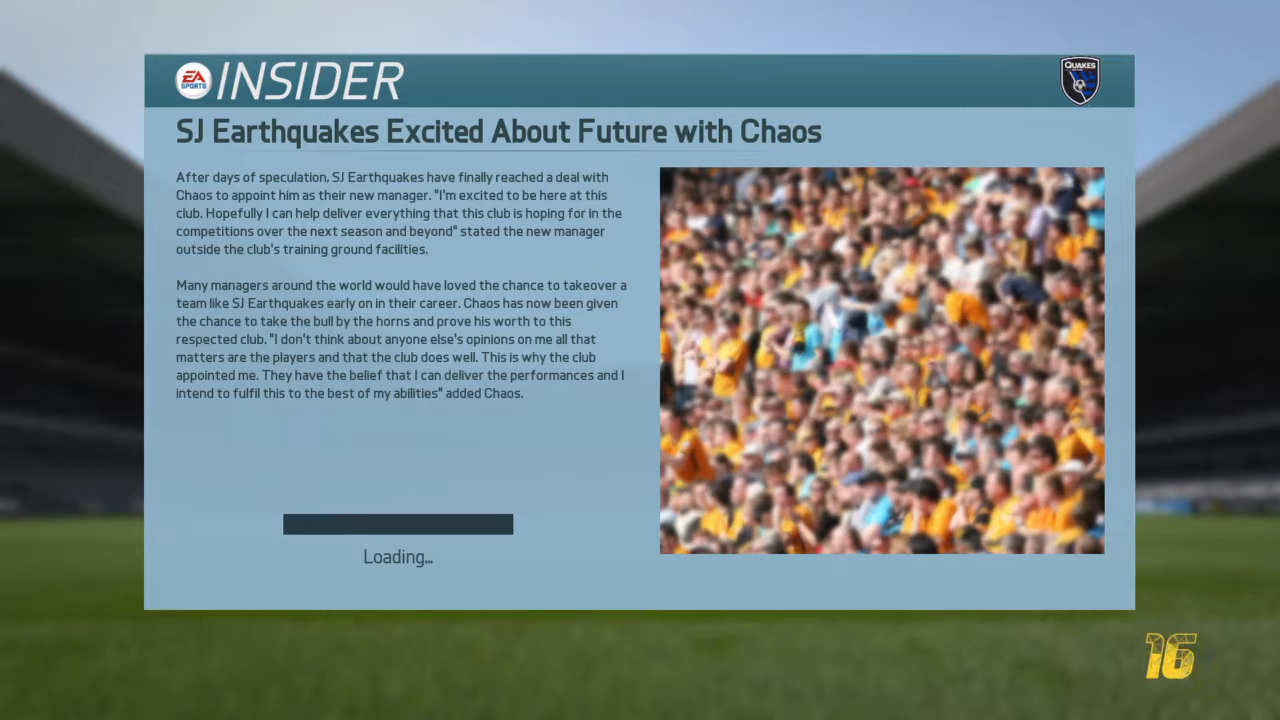 EA
SPORTS
INSIDER
QUAKES
SJ Earthquakes Excited About Future with Chaos
After days of speculation, SJ Earthquakes have finally reached a deal with
Chaos to appoint him as their new manager. "I'm excited to be here at this
club. Hopefully I can help deliver everything that this club is hoping for in the
competitions over the next season and beyond" stated the new manager
outside the club's training ground facilities.
Many managers around the world would have loved the chance to takeover a
team like SJ Earthquakes early on in their career. Chaos has now been given
the chance to take the bull by the horns and prove his worth to this
respected club. "I don't think about anyone else's opinions on me all that
matters are the players and that the club does well. This is why the club
appointed me. They have the belief that I can deliver the performances and I
intend to fulfil this to the best of my abilities" added Chaos.
Loading...
16